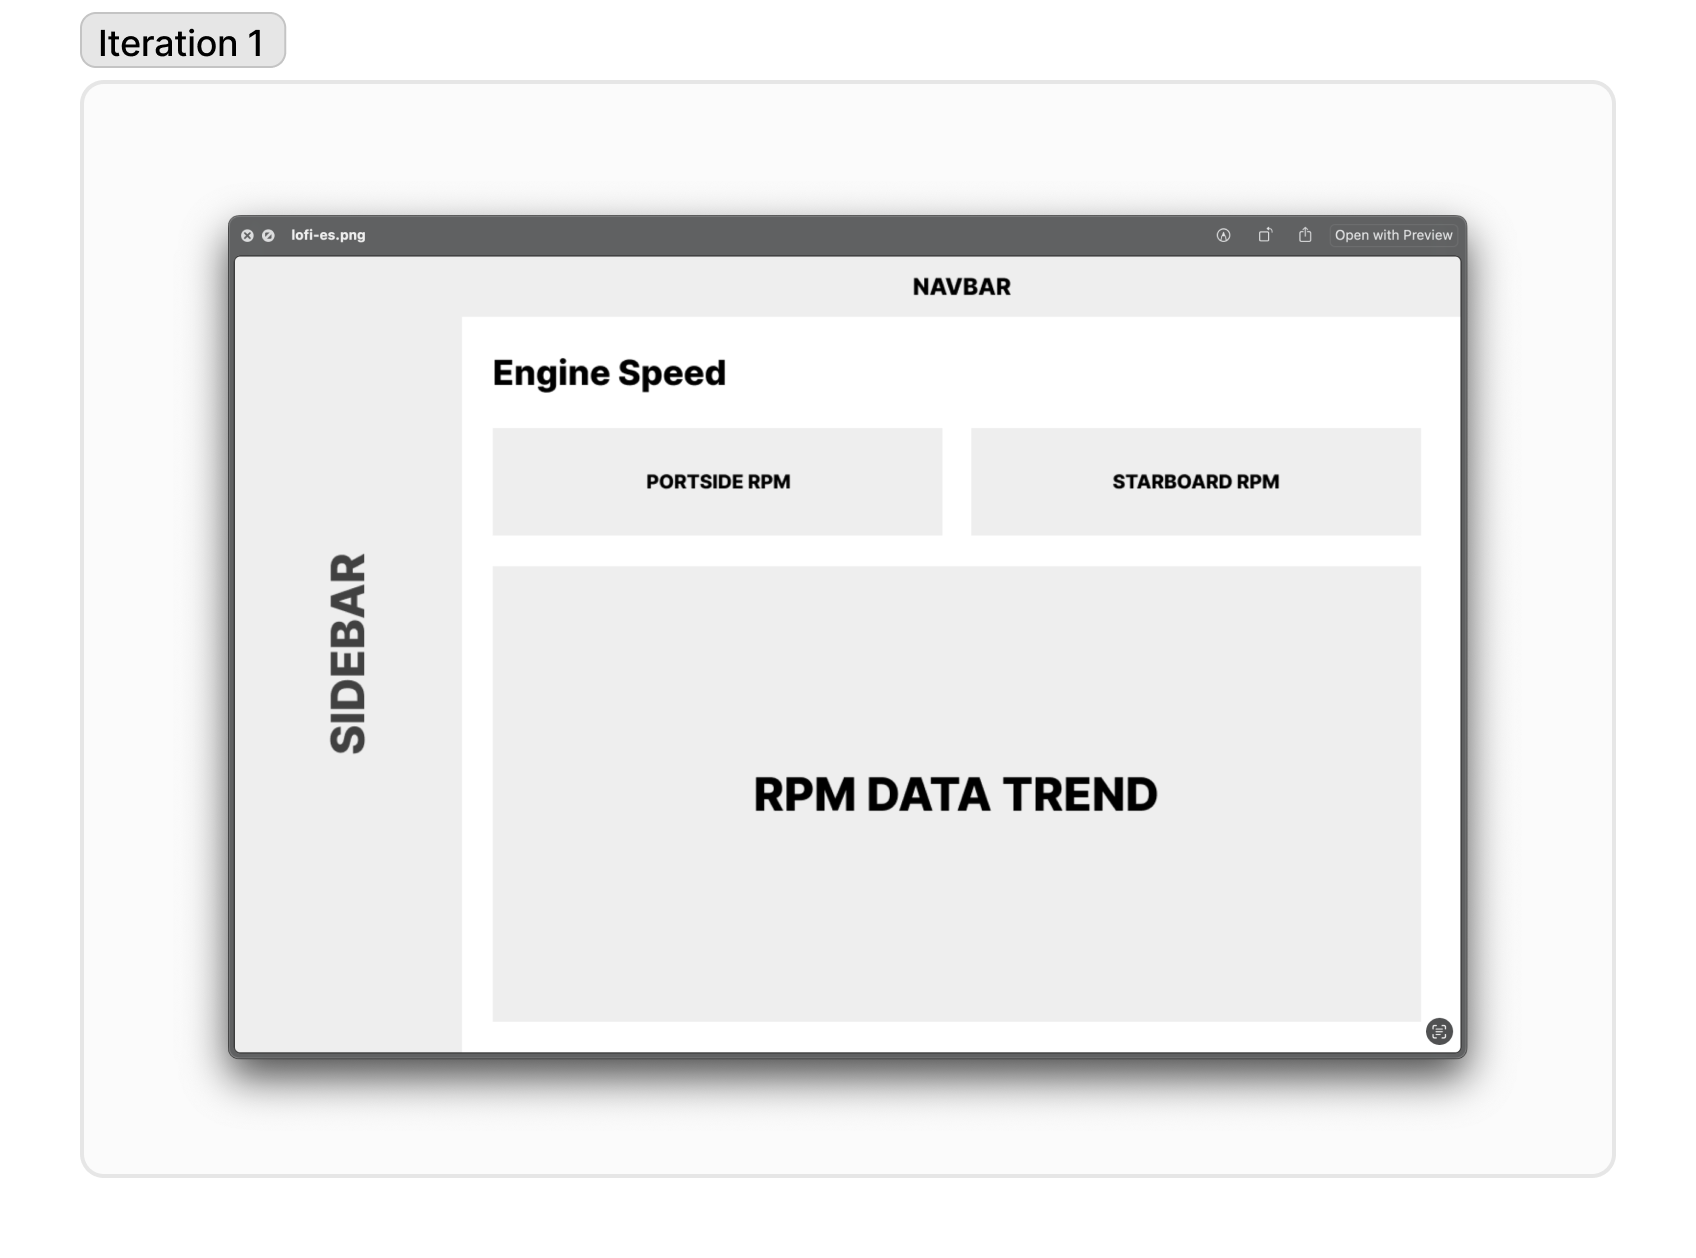 Iteration 1
lofi-es.png
Open with Preview
NAVBAR
SIDEBAR
Engine Speed
PORTSIDE RPM
STARBOARD RPM
RPM DATA TREND